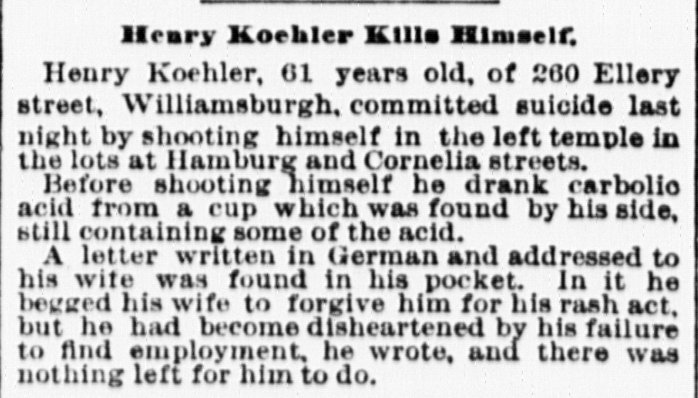 Henry Koehler Kills Himself.
Henry Koehler, 61 years old, of 260 Ellery
street, Williamsburgh, committed suicide last
night by shooting himself in the left temple in
the lots at Hamburg and Cornelia streets.
Before shooting himself he drank carbolic
acid from a cup which was found by his side,
still containing some of the acid.
A letter written in German and addressed to
his wife was found in his pocket. In it he
begged his wife to forgive him for his rash act,
but he had become disheartened by his failure
to find employment, he wrote, and there was
nothing left for him to do.